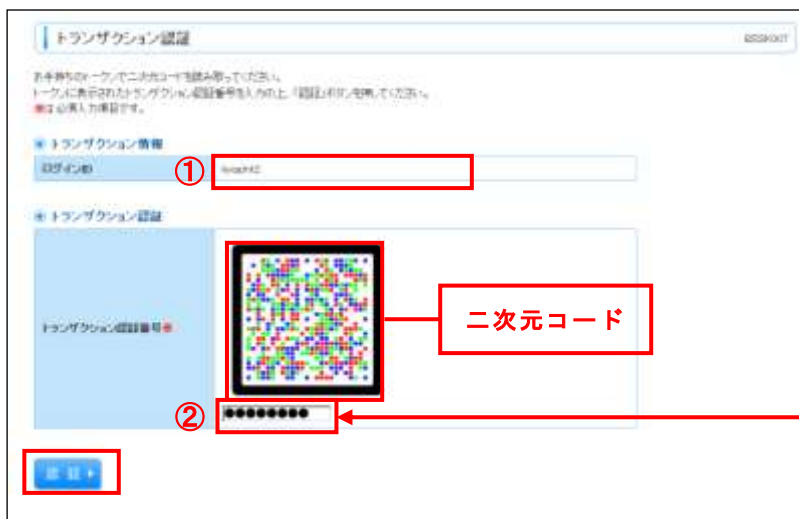 トランザクション認証
お手持ちのトークンで二次元コードを読み取ってください。
トークンに表示されたトランザクション認証番号を入力の上、「認証」ボタンを押してください。
※は必須入力項目です。
トランザクション情報
ログインID
①
トランザクション認証
トランザクション認証番号※
二次元コード
②
●●●●●●●●
認 証